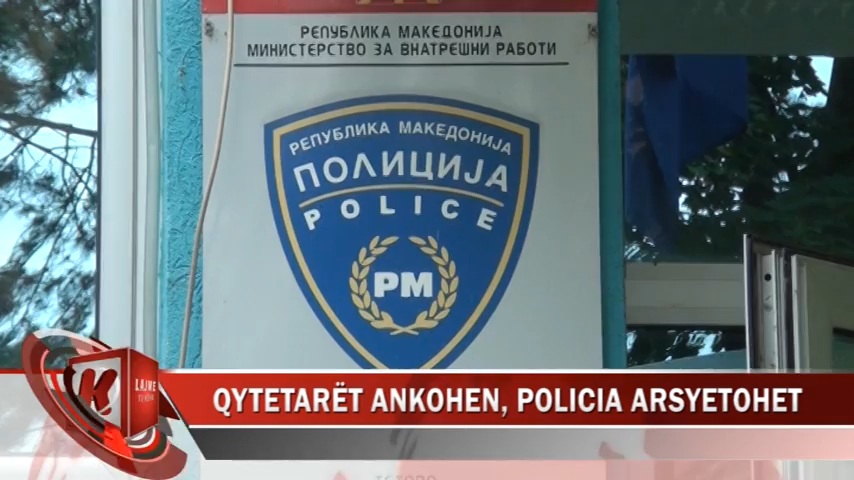 РЕПУБЛИКА МАКЕДОНИЈА
МИНИСТЕРСТВО ЗА ВНАТРЕШНИ РАБОТИ
РЕПУБЛИКА МАКЕДОНИЈА
ПОЛИЦИЈА
POLICE
PM
K
LAJME
QYTETARËT ANKOHEN, POLICIA ARSYETOHET